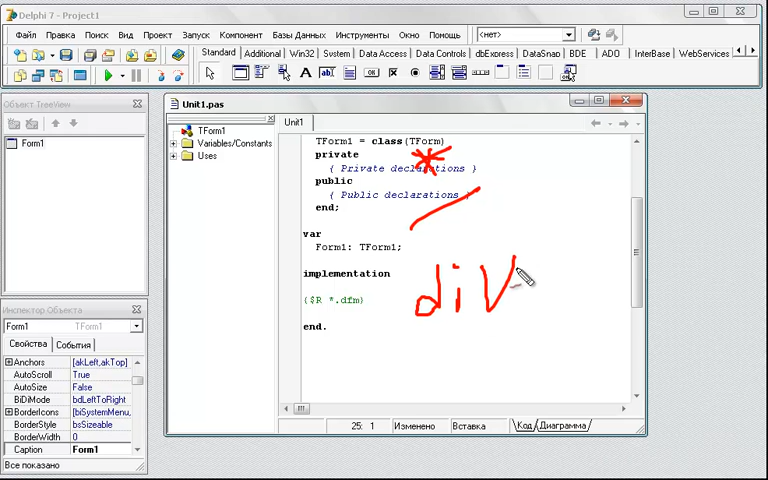 Delphi 7 - Project1
Файл Правка Поиск Вид Проект Запуск Компонент Базы Данных Инструменты Окно Помощь <нет>
Standard Additional Win32 System Data Access Data Controls dbExpress DataSnap BDE ADO InterBase WebServices
Объект TreeView
Form1
Unit1.pas
TForm1
Variables/Constants
Uses
Unit1
TForm1 = class(TForm)
private
{ Private declarations }
*
public
{ Public declarations }
/
end;
var
Form1: TForm1;
implementation
{$R *.dfm}
end.
div
25: 1 Изменено Вставка Код Диаграмма
Инспектор Объекта
Form1 TForm1
Свойства События
Anchors [akLeft,akTop]
AutoScroll True
AutoSize False
BiDiMode bdLeftToRight
BorderIcons [biSystemMenu,
BorderStyle bsSizeable
BorderWidth 0
Caption Form1
Все показано